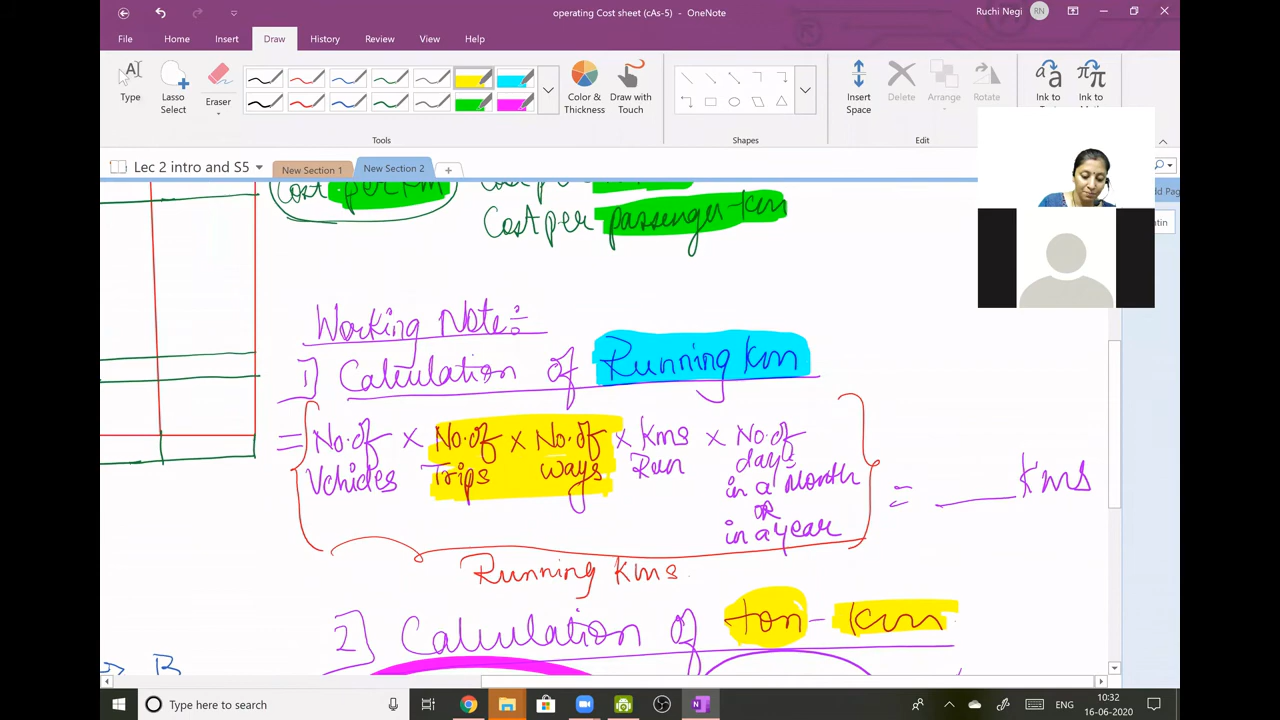 operating Cost sheet (cAs-5) - OneNote
Ruchi Negi RN
File Home Insert Draw History Review View Help
Type
Lasso Select
Eraser
Color & Thickness
Draw with Touch
Insert Space
Delete
Arrange
Rotate
Ink to
Ink to
Tools
Shapes
Edit
Lec 2 intro and S5
New Section 1
New Section 2
Cost per km
Cost per
Cost per passenger-km
Working Note:
1] Calculation of Running km
= No. of Vehicles × No. of Trips × No. of ways × Kms Run × No. of days in a Month OR in a year = ___ kms
Running Kms.
2] Calculation of ton-km
B
Type here to search
ENG
10:32
16-06-2020